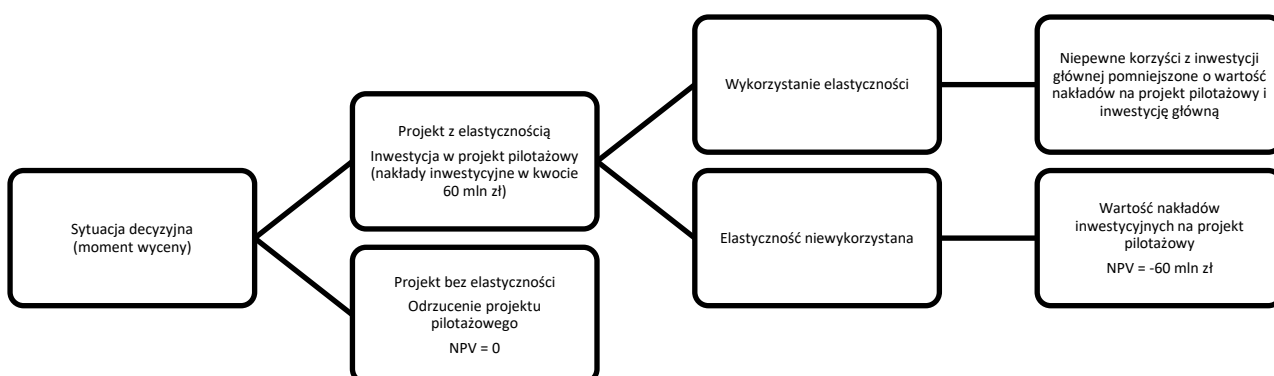 Sytuacja decyzyjna
(moment wyceny)
Projekt z elastycznością
Inwestycja w projekt pilotażowy
(nakłady inwestycyjne w kwocie
60 mln zł)
Projekt bez elastyczności
Odrzucenie projektu
pilotażowego
NPV = 0
Wykorzystanie elastyczności
Elastyczność niewykorzystana
Niepewne korzyści z inwestycji
głównej pomniejszone o wartość
nakładów na projekt pilotażowy i
inwestycję główną
Wartość nakładów
inwestycyjnych na projekt
pilotażowy
NPV = -60 mln zł